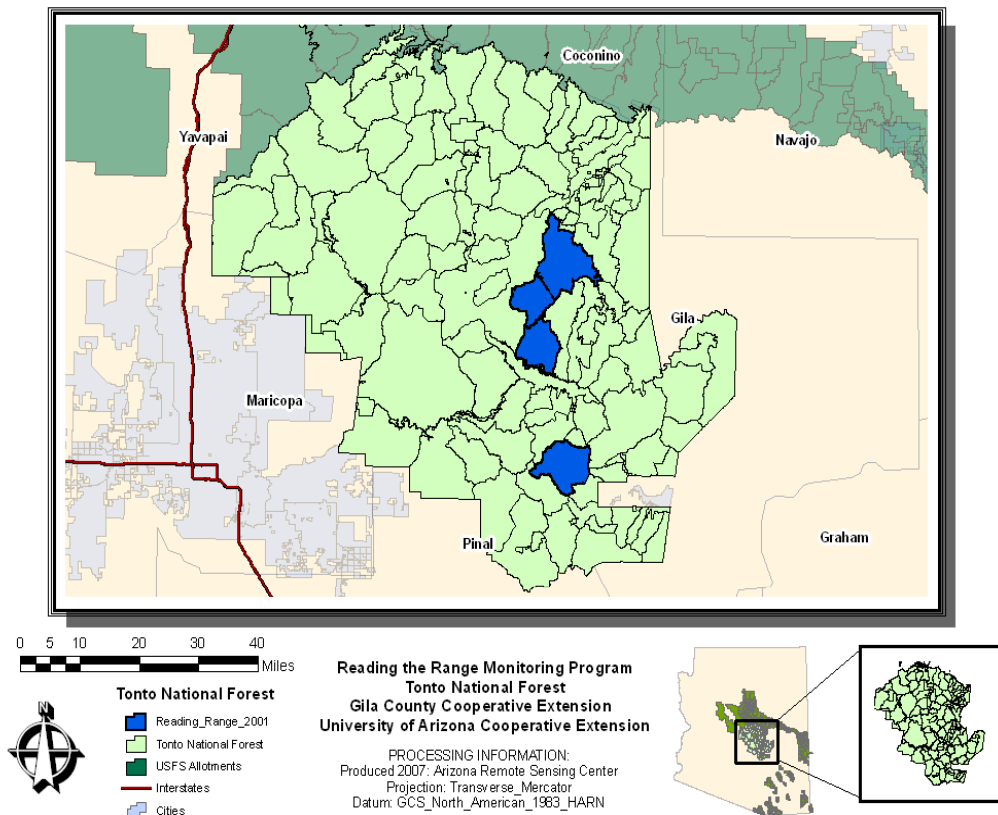 Coconino
Yavapai
Navajo
Gila
Maricopa
Pinal
Graham
0 5 10 20 30 40
Miles
Tonto National Forest
Reading_Range_2001
Tonto National Forest
USFS Allotments
Interstates
Cities
N
Reading the Range Monitoring Program
Tonto National Forest
Gila County Cooperative Extension
University of Arizona Cooperative Extension
PROCESSING INFORMATION:
Produced 2007: Arizona Remote Sensing Center
Projection: Transverse_Mercator
Datum: GCS_North_American_1983_HARN